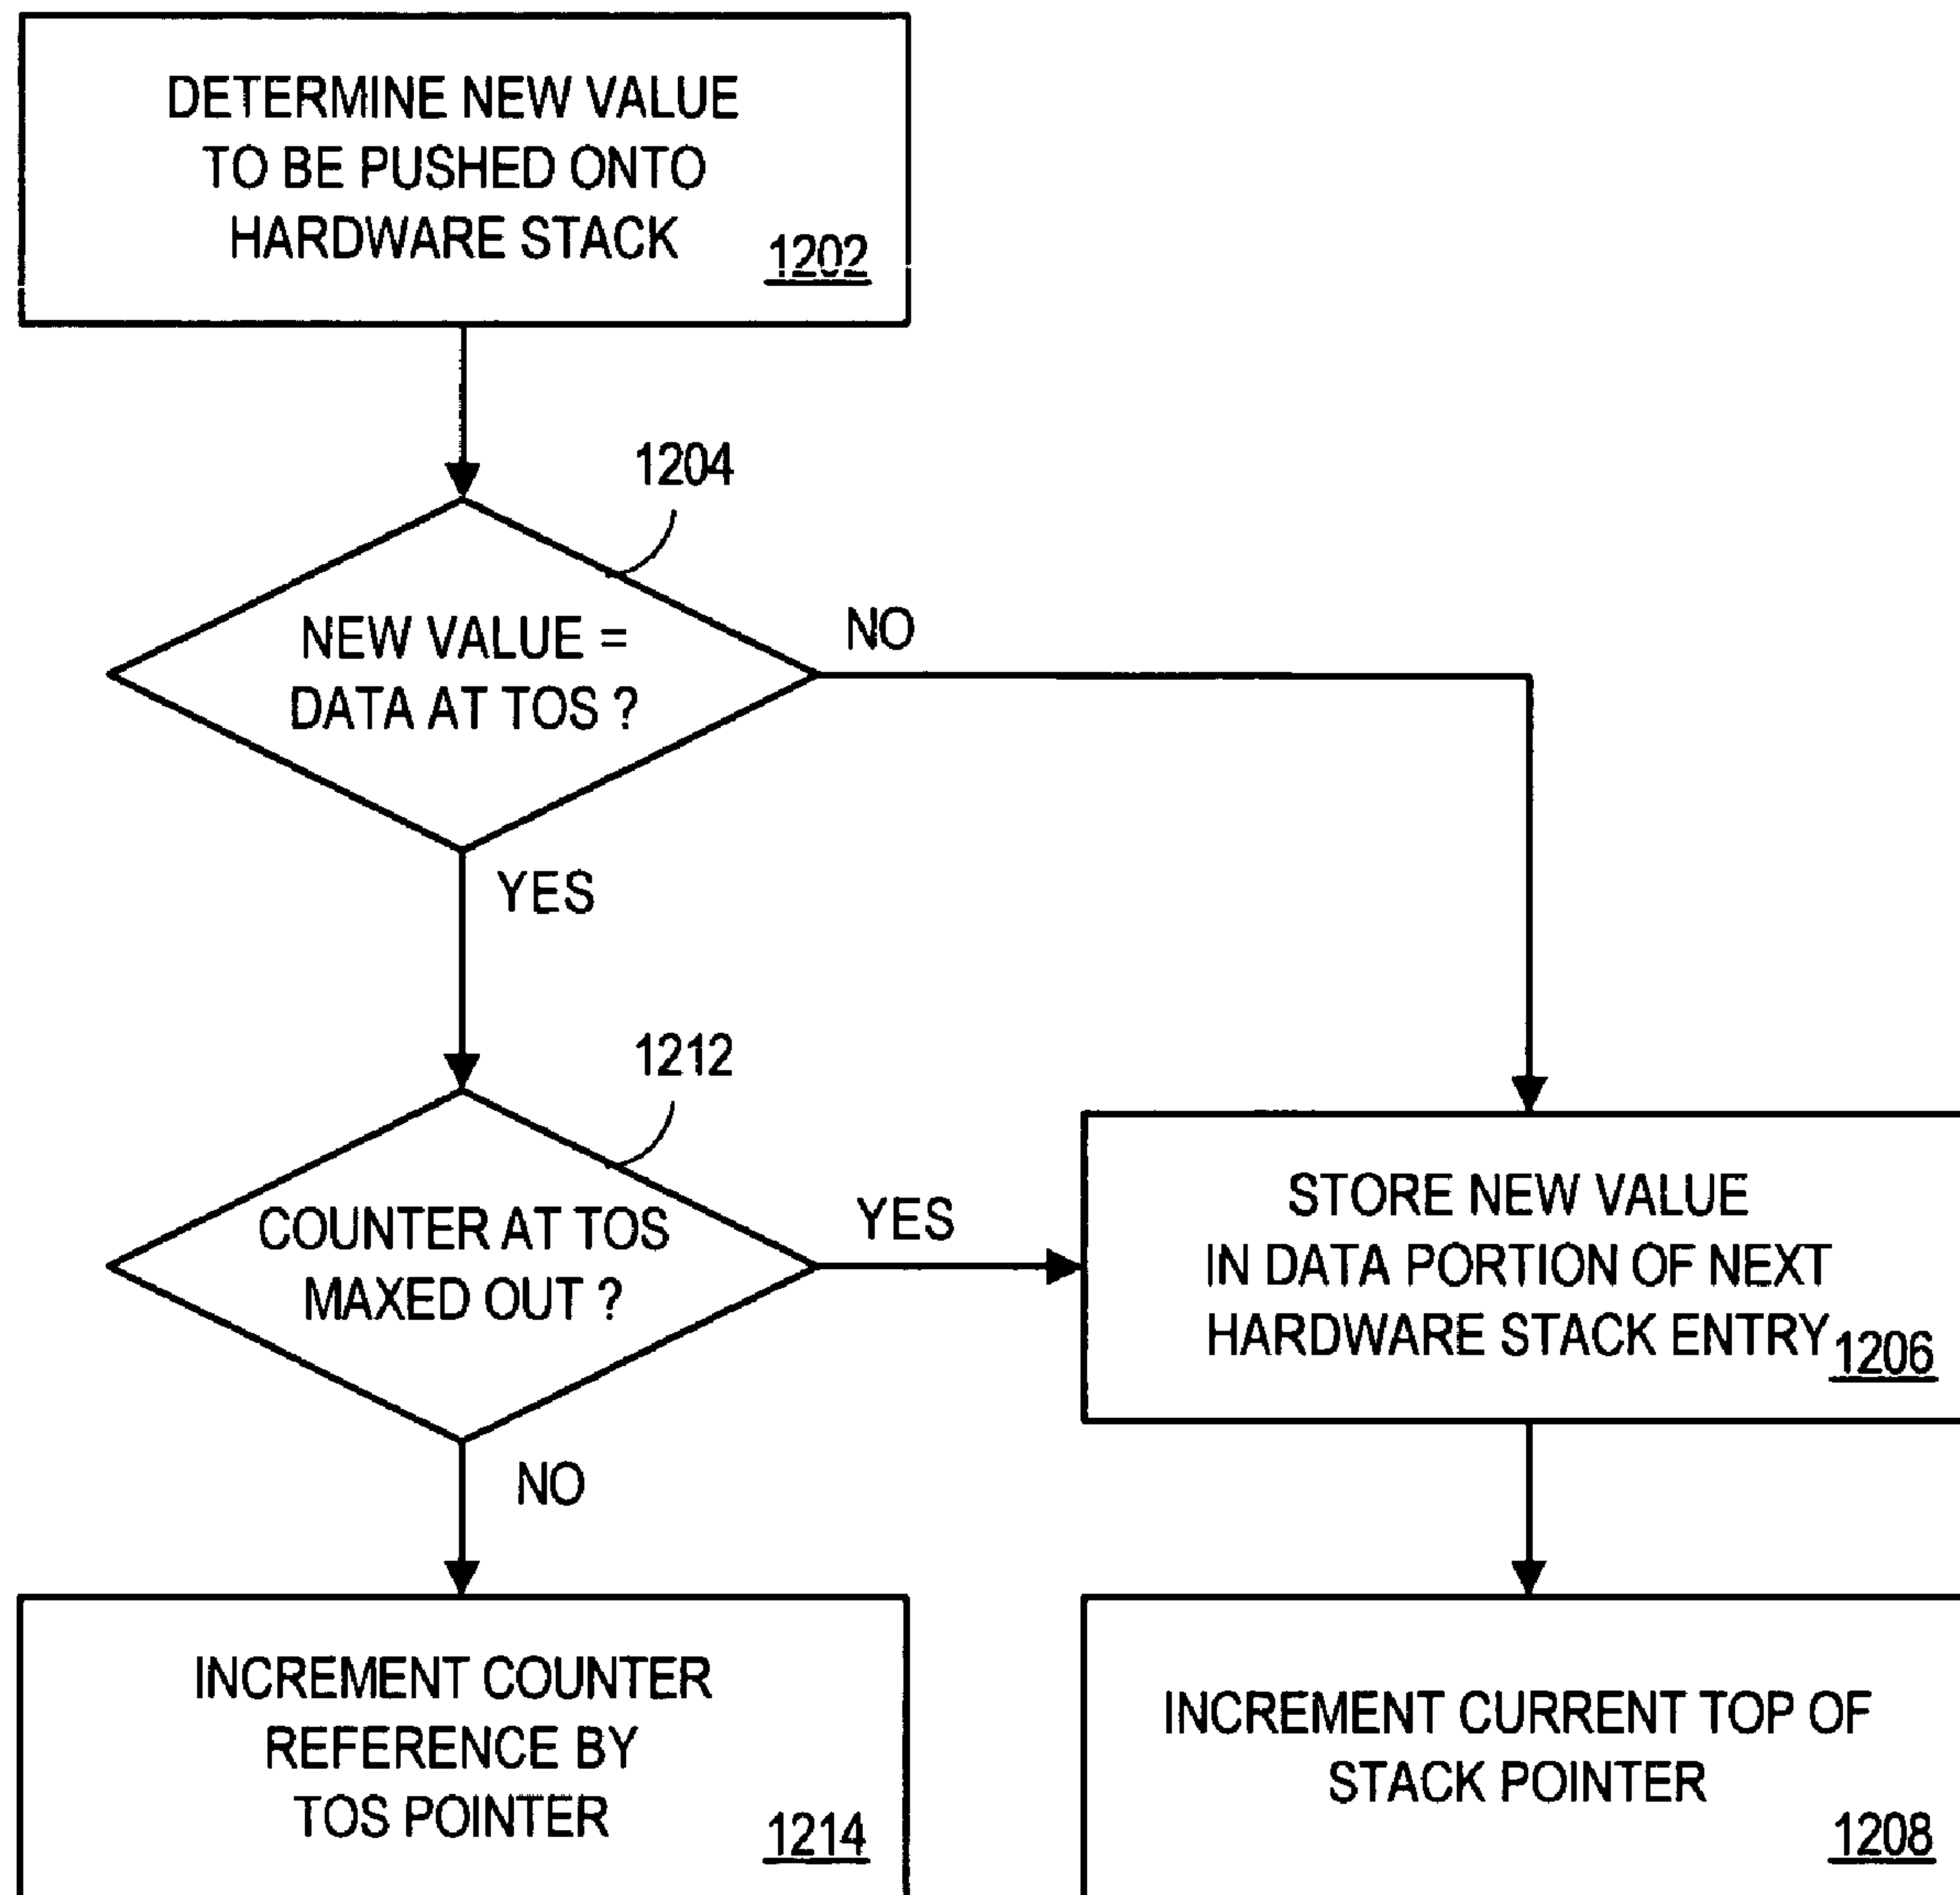 DETERMINE NEW VALUE
TO BE PUSHED ONTO
HARDWARE STACK
1202
1204
NEW VALUE =
DATA AT TOS ?
NO
YES
1212
COUNTER AT TOS
MAXED OUT ?
YES
NO
STORE NEW VALUE
IN DATA PORTION OF NEXT
HARDWARE STACK ENTRY
1206
INCREMENT COUNTER
REFERENCE BY
TOS POINTER
1214
INCREMENT CURRENT TOP OF
STACK POINTER
1208